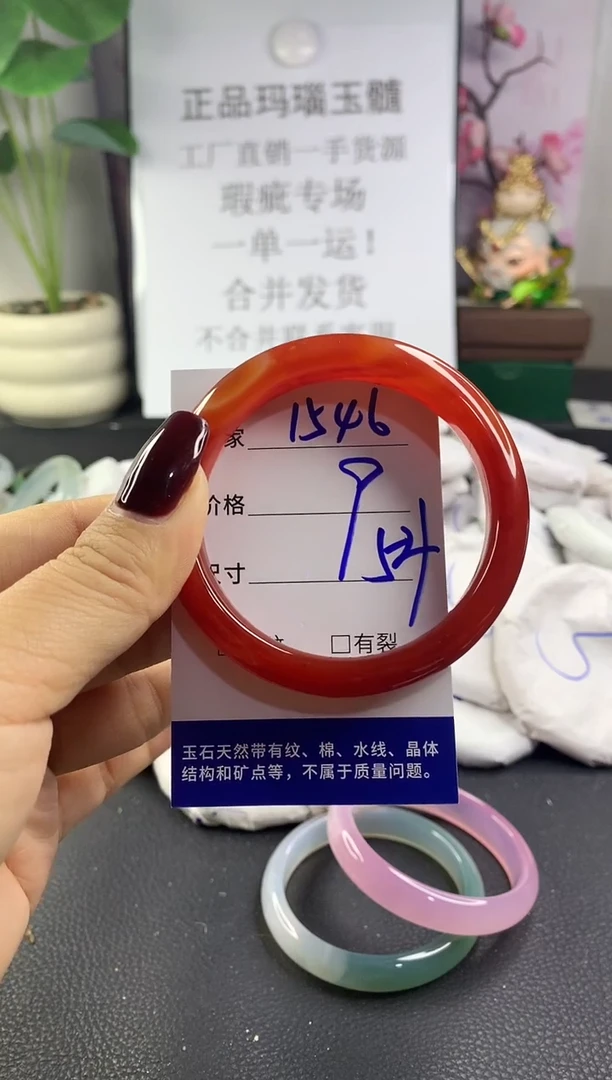 正品玛瑙玉髓
工厂直销一手货源
瑕疵专场
一单一运!
合并发货
家 1546
价格
尺寸
□有裂
玉石天然带有纹、棉、水线、晶体
结构和矿点等，不属于质量问题。